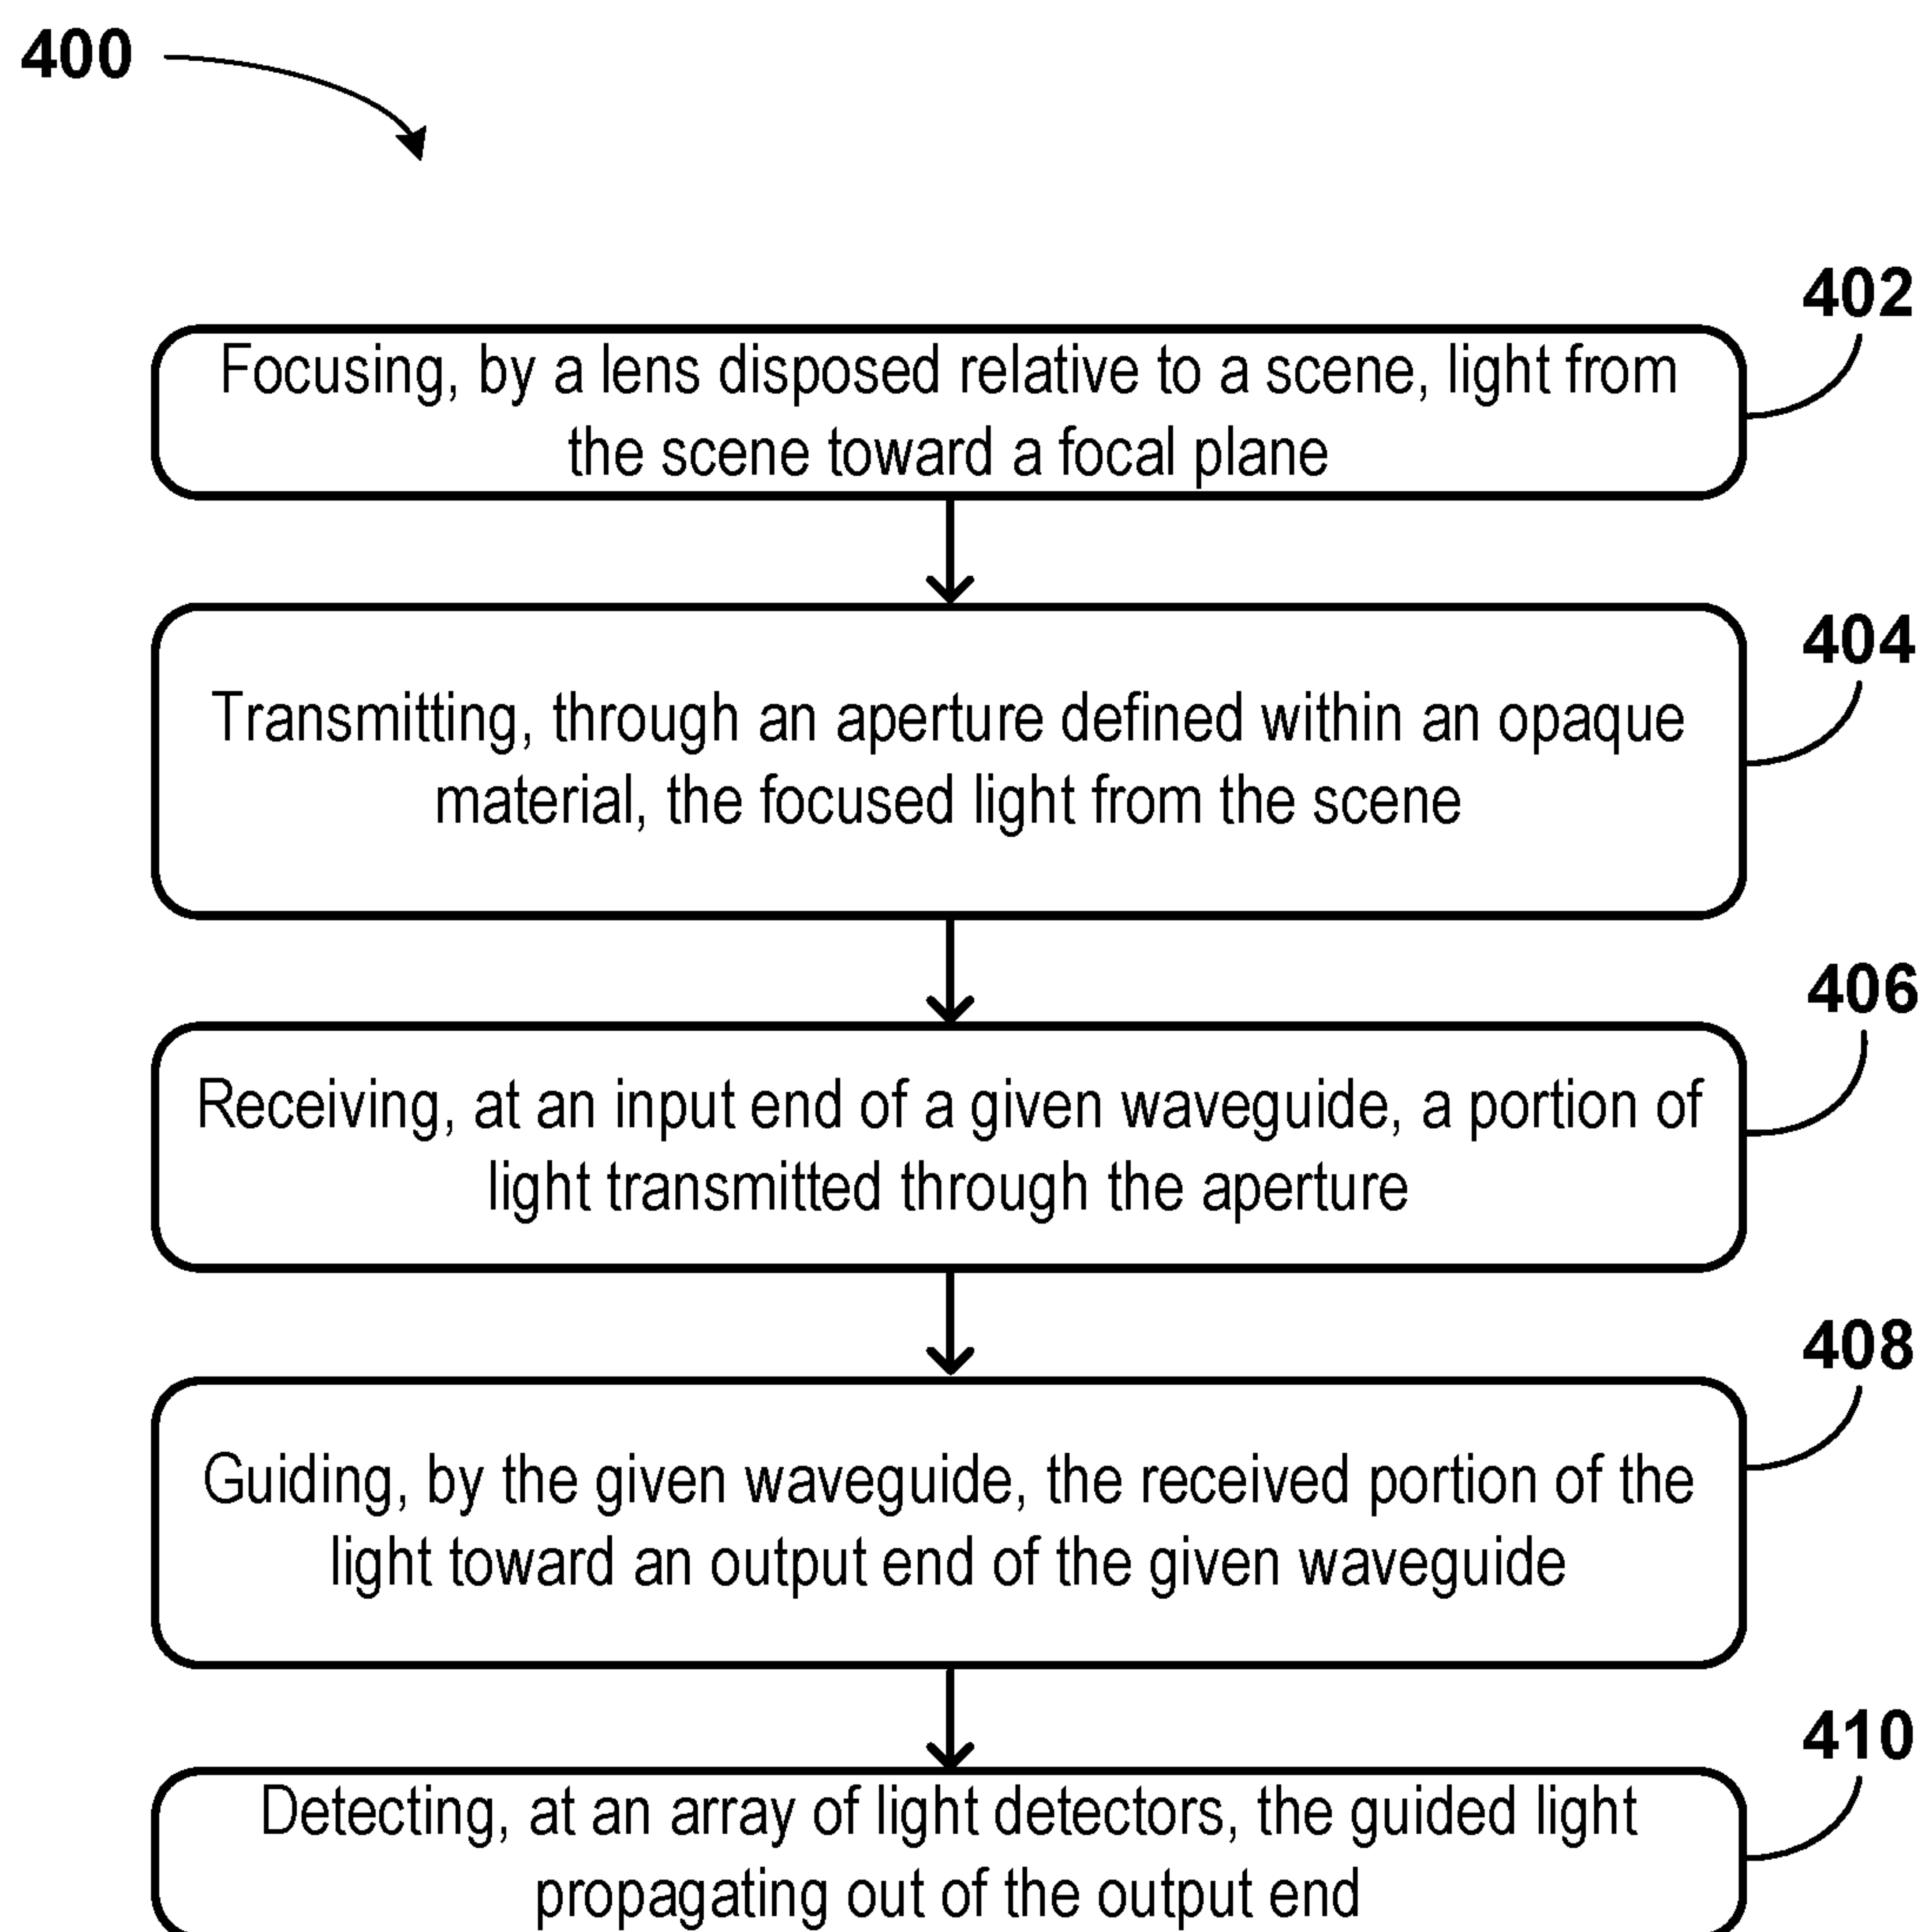 400
402
Focusing, by a lens disposed relative to a scene, light from
the scene toward a focal plane
404
Transmitting, through an aperture defined within an opaque
material, the focused light from the scene
406
Receiving, at an input end of a given waveguide, a portion of
light transmitted through the aperture
408
Guiding, by the given waveguide, the received portion of the
light toward an output end of the given waveguide
410
Detecting, at an array of light detectors, the guided light
propagating out of the output end